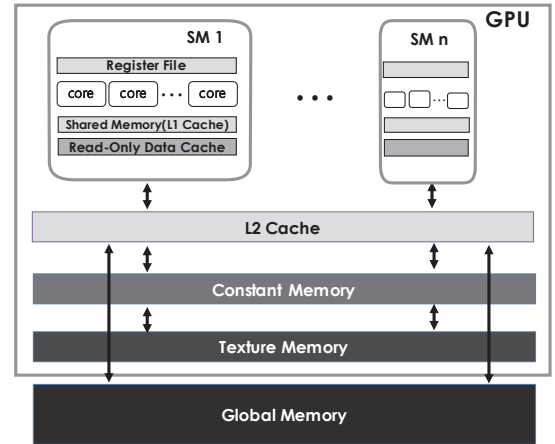 GPU
SM 1
Register File
core core ... core
Shared Memory(L1 Cache)
Read-Only Data Cache
...
SM n
...
L2 Cache
Constant Memory
Texture Memory
Global Memory